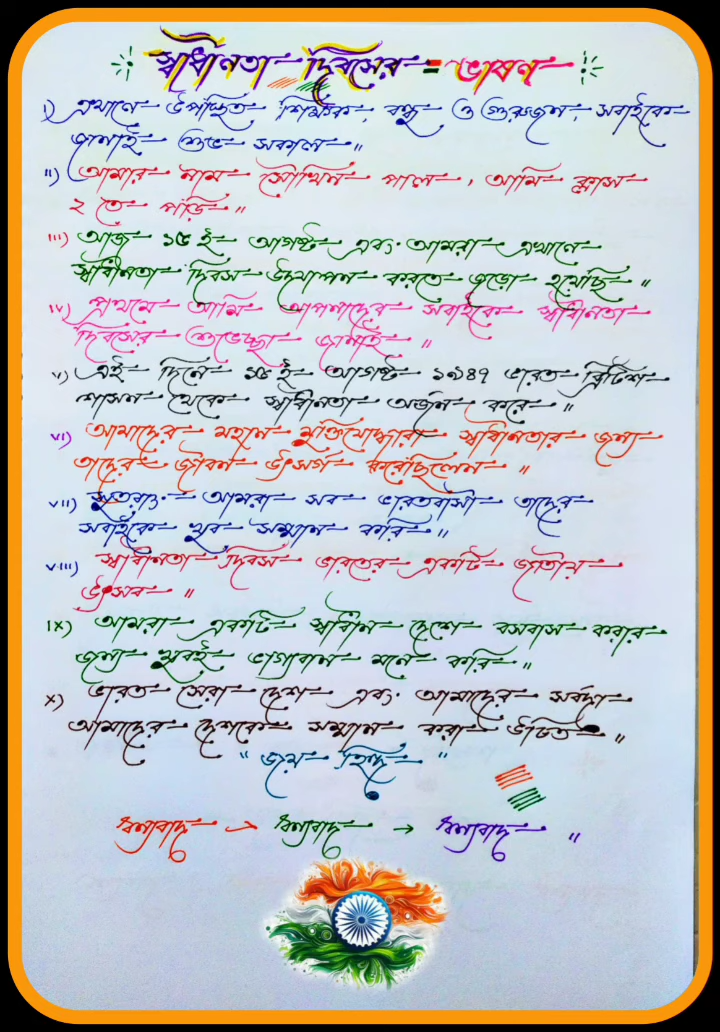 স্বাধীনতা দিবসের = ভাষন
i) এখানে উপস্থিত শিক্ষক, বন্ধু ও গুরুজন, সবাইকে
জানাই শুভ সকাল॥
ii) আমার নাম সৌখিন পাল, আমি ক্লাস
২ তে পড়ি॥
iii) আজ ১৫ ই আগষ্ট এবং আমরা এখানে
স্বাধীনতা দিবস উদযাপন করতে জড়ো হয়েছি॥
iv) প্রথমে আমি আপনাদের সবাইকে স্বাধীনতা
দিবসের শুভেচ্ছা জানাই॥
v) এই দিনে ১৫ ই আগষ্ট ১৯৪৭ ভারত ব্রিটিশ
শাসন থেকে স্বাধীনতা অর্জন করে॥
vi) আমাদের মহান মুক্তিযোদ্ধারা স্বাধীনতার জন্য
তাদের জীবন উৎসর্গ করেছিলেন॥
vii) সুতরাং আমরা সব ভারতবাসী তাদের
সবাইকে খুব সম্মান করি॥
viii) স্বাধীনতা দিবস ভারতের একটি জাতীয়
উৎসব॥
ix) আমরা একটি স্বাধীন দেশে বসবাস করার
জন্য খুবই ভাগ্যবান মনে করি॥
x) ভারত সেরা দেশ এবং আমাদের সর্বদা
আমাদের দেশকে সম্মান করা উচিত॥
"জয় হিন্দ"
ধন্যবাদ → ধন্যবাদ → ধন্যবাদ॥